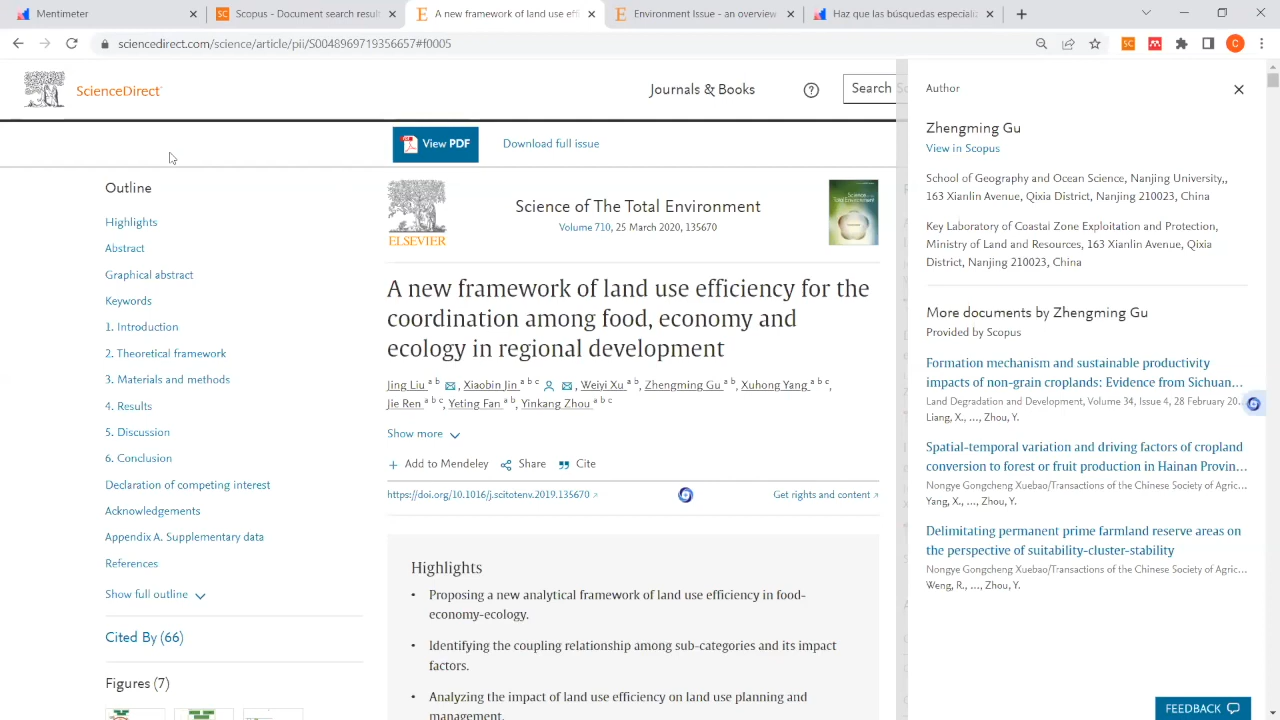 Mentimeter
Scopus - Document search result
A new framework of land use eff
Environment Issue - an overview
Haz que las búsquedas especializ
sciencedirect.com/science/article/pii/S0048969719356657#f0005
SC
C
ScienceDirect
Journals & Books
Search
View PDF
Download full issue
Outline
Highlights
Abstract
Graphical abstract
Keywords
1. Introduction
2. Theoretical framework
3. Materials and methods
4. Results
5. Discussion
6. Conclusion
Declaration of competing interest
Acknowledgements
Appendix A. Supplementary data
References
Show full outline
Cited By (66)
Figures (7)
ELSEVIER
Science of The Total Environment
Volume 710, 25 March 2020, 135670
A new framework of land use efficiency for the
coordination among food, economy and
ecology in regional development
Jing Liu a b, Xiaobin Jin a b c, Weiyi Xu a b, Zhengming Gu a b, Xuhong Yang a b c,
Jie Ren a b c, Yeting Fan a b, Yinkang Zhou a b c
Show more
Add to Mendeley Share Cite
https://doi.org/10.1016/j.scitotenv.2019.135670
Get rights and content
Highlights
• Proposing a new analytical framework of land use efficiency in food-
economy-ecology.
• Identifying the coupling relationship among sub-categories and its impact
factors.
• Analyzing the impact of land use efficiency on land use planning and
management.
Author
Zhengming Gu
View in Scopus
School of Geography and Ocean Science, Nanjing University,,
163 Xianlin Avenue, Qixia District, Nanjing 210023, China
Key Laboratory of Coastal Zone Exploitation and Protection,
Ministry of Land and Resources, 163 Xianlin Avenue, Qixia
District, Nanjing 210023, China
More documents by Zhengming Gu
Provided by Scopus
Formation mechanism and sustainable productivity
impacts of non-grain croplands: Evidence from Sichuan...
Land Degradation and Development, Volume 34, Issue 4, 28 February 20...
Liang, X., ..., Zhou, Y.
Spatial-temporal variation and driving factors of cropland
conversion to forest or fruit production in Hainan Provin...
Nongye Gongcheng Xuebao/Transactions of the Chinese Society of Agric...
Yang, X., ..., Zhou, Y.
Delimitating permanent prime farmland reserve areas on
the perspective of suitability-cluster-stability
Nongye Gongcheng Xuebao/Transactions of the Chinese Society of Agric...
Weng, R., ..., Zhou, Y.
FEEDBACK